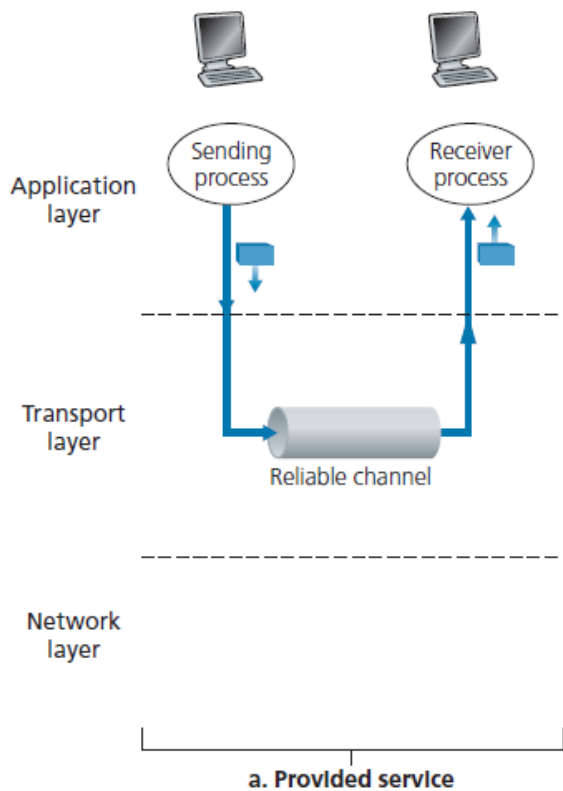 Sending
process
Receiver
process
Application
layer
Transport
layer
Reliable channel
Network
layer
a. Provided service